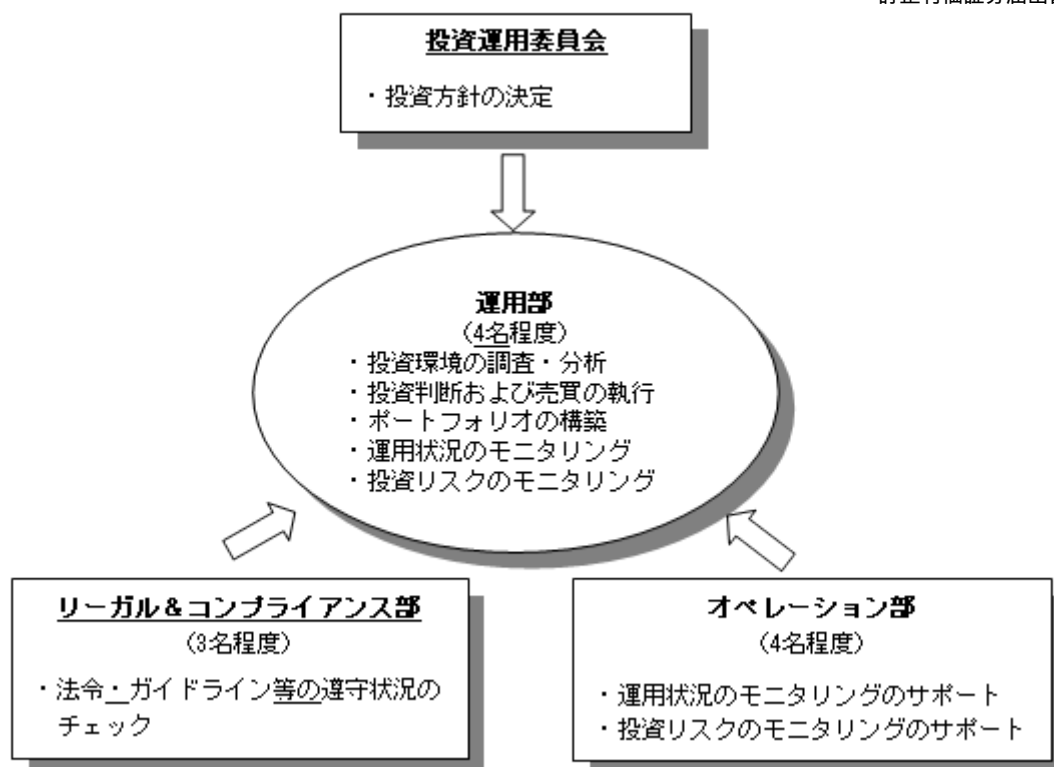 投資運用委員会
・投資方針の決定
運用部
（4名程度）
・投資環境の調査・分析
・投資判断および売買の執行
・ポートフォリオの構築
・運用状況のモニタリング
・投資リスクのモニタリング
リーガル＆コンプライアンス部
（3名程度）
・法令・ガイドライン等の遵守状況の
チェック
オペレーション部
（4名程度）
・運用状況のモニタリングのサポート
・投資リスクのモニタリングのサポート